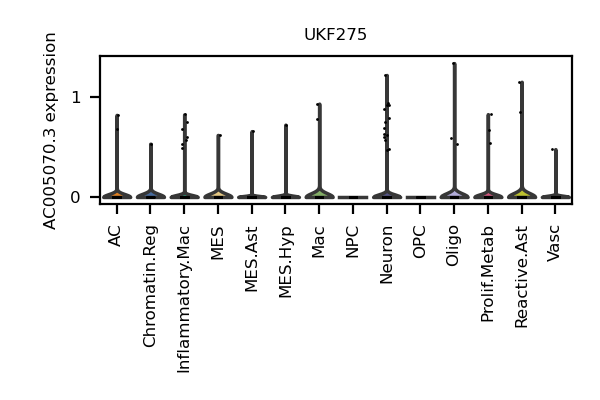 UKF275
AC005070.3 expression
1
0
AC
Chromatin.Reg
Inflammatory.Mac
MES
MES.Ast
MES.Hyp
Mac
NPC
Neuron
OPC
Oligo
Prolif.Metab
Reactive.Ast
Vasc